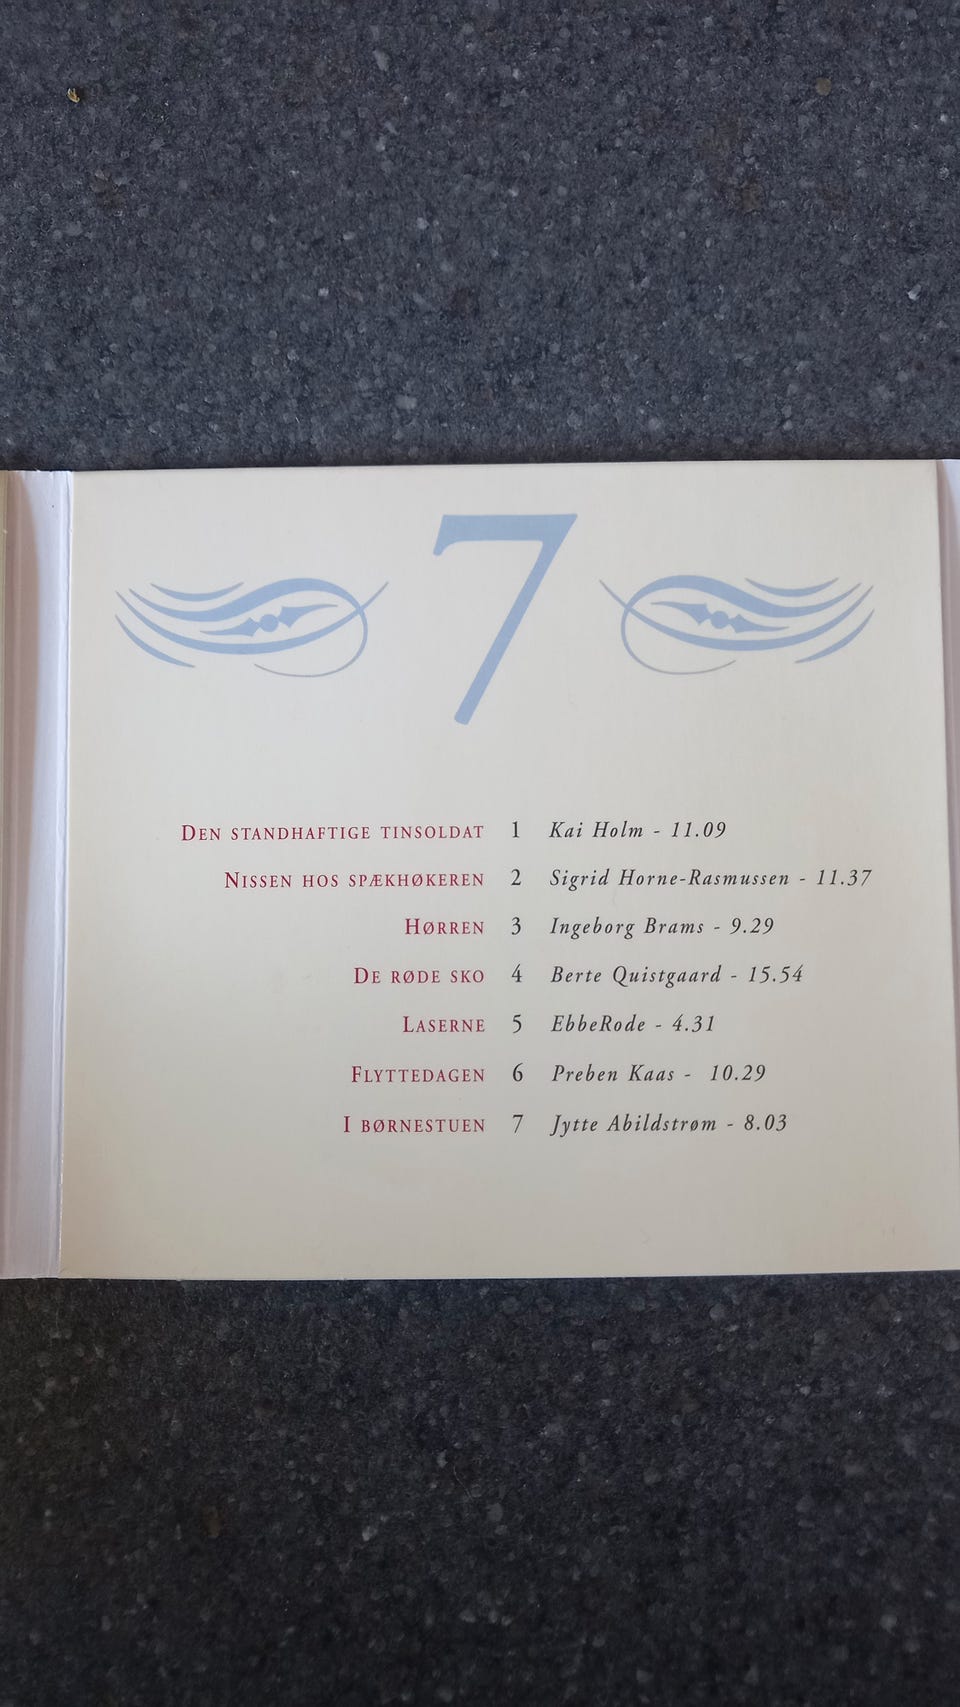 7
Den standhaftige tinsoldat 1 Kai Holm - 11.09
Nissen hos spækhøkeren 2 Sigrid Horne-Rasmussen - 11.37
Hørren 3 Ingeborg Brams - 9.29
De røde sko 4 Berte Quistgaard - 15.54
Laserne 5 EbbeRode - 4.31
Flyttedagen 6 Preben Kaas - 10.29
I børnestuen 7 Jytte Abildstrøm - 8.03